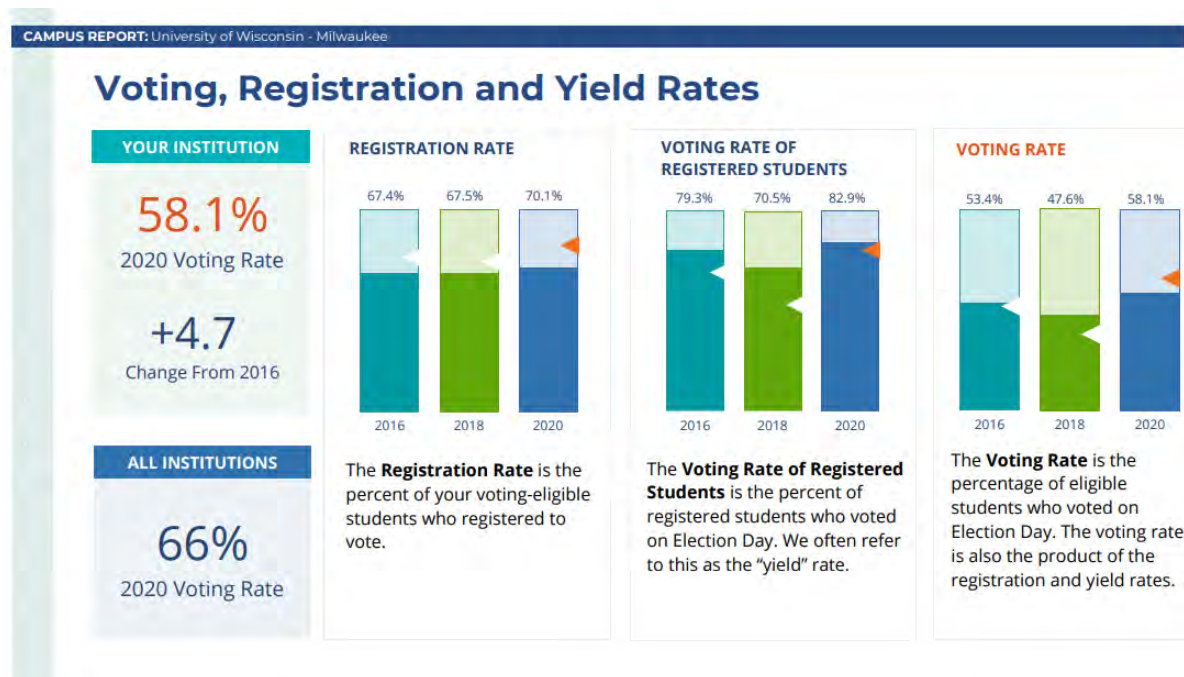 CAMPUS REPORT: University of Wisconsin - Milwaukee
Voting, Registration and Yield Rates
YOUR INSTITUTION
58.1%
2020 Voting Rate
+4.7
Change From 2016
ALL INSTITUTIONS
66%
2020 Voting Rate
REGISTRATION RATE
67.4% 67.5% 70.1%
2016 2018 2020
The Registration Rate is the
percent of your voting-eligible
students who registered to
vote.
VOTING RATE OF
REGISTERED STUDENTS
79.3% 70.5% 82.9%
2016 2018 2020
The Voting Rate of Registered
Students is the percent of
registered students who voted
on Election Day. We often refer
to this as the “yield” rate.
VOTING RATE
53.4% 47.6% 58.1%
2016 2018 2020
The Voting Rate is the
percentage of eligible
students who voted on
Election Day. The voting rate
is also the product of the
registration and yield rates.